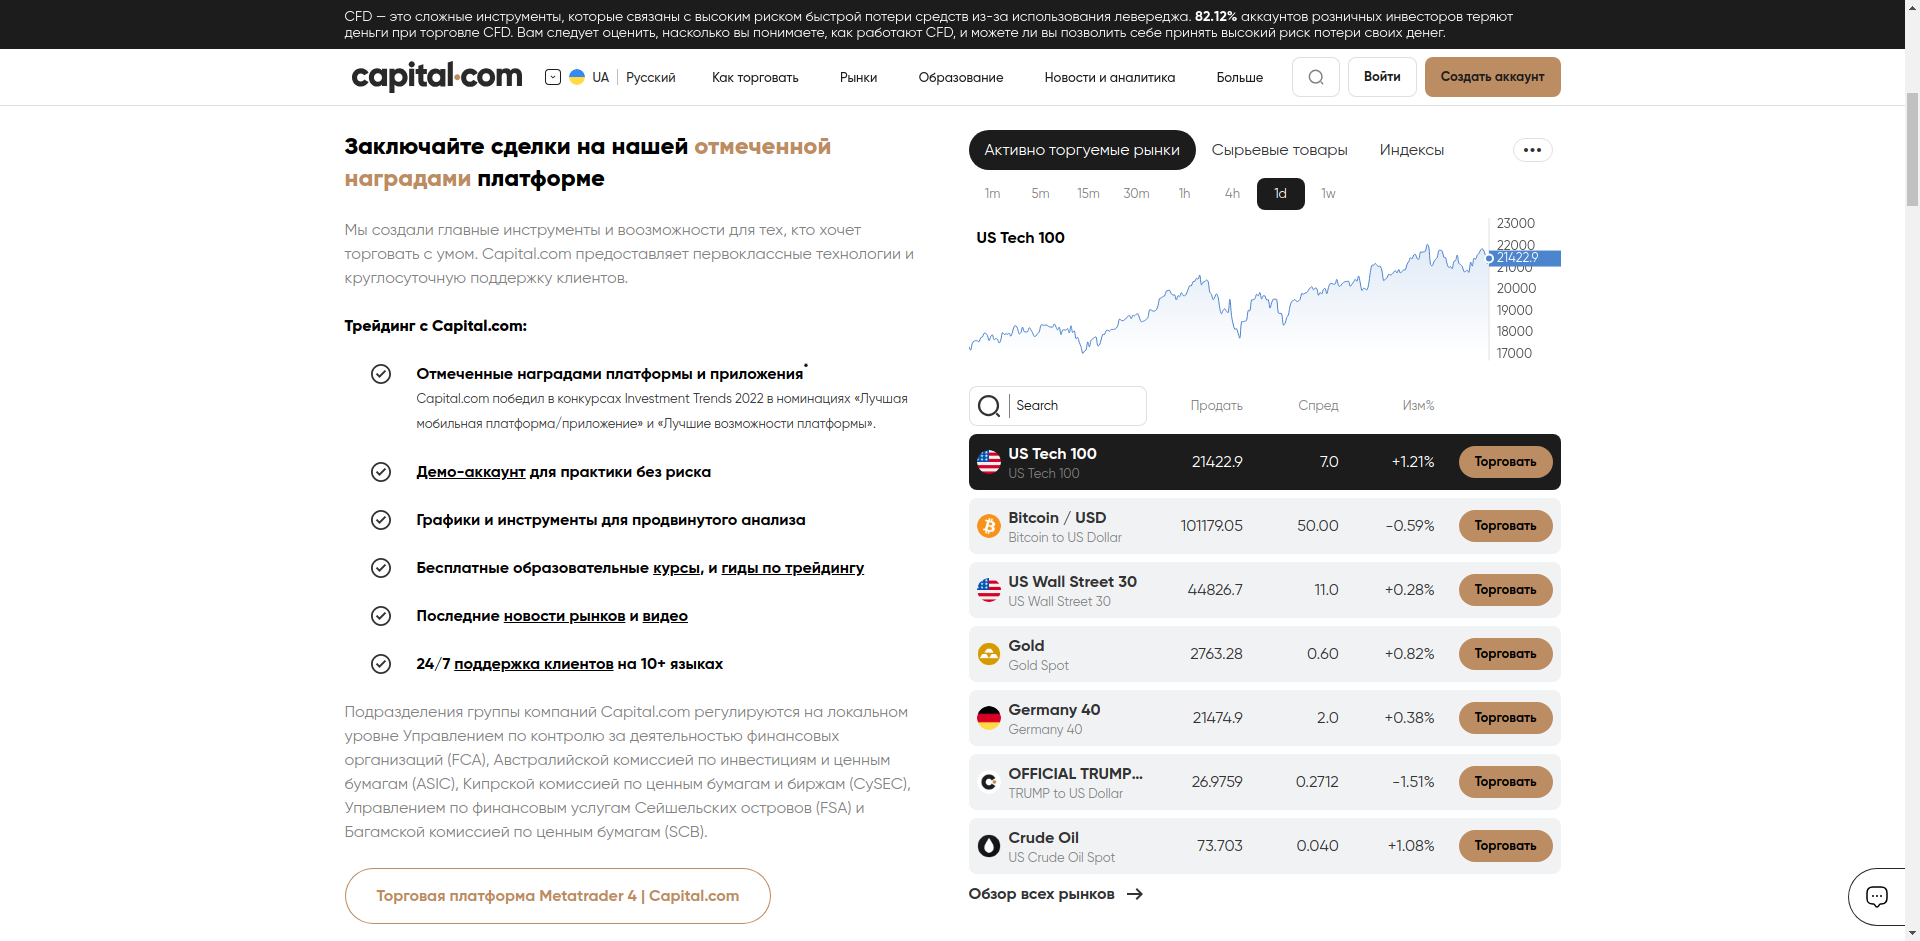 CFD — это сложные инструменты, которые связаны с высоким риском быстрой потери средств из-за использования левереджа. 82.12% аккаунтов розничных инвесторов теряют
деньги при торговле CFD. Вам следует оценить, насколько вы понимаете, как работают CFD, и можете ли вы позволить себе принять высокий риск потери своих денег.
capital.com UA Русский Как торговать Рынки Образование Новости и аналитика Больше Войти Создать аккаунт
Заключайте сделки на нашей отмеченной
наградами платформе
Мы создали главные инструменты и воозможности для тех, кто хочет
торговать с умом. Capital.com предоставляет первоклассные технологии и
круглосуточную поддержку клиентов.
Трейдинг с Capital.com:
Отмеченные наградами платформы и приложения*
Capital.com победил в конкурсах Investment Trends 2022 в номинациях «Лучшая
мобильная платформа/приложение» и «Лучшие возможности платформы».
Демо-аккаунт для практики без риска
Графики и инструменты для продвинутого анализа
Бесплатные образовательные курсы, и гиды по трейдингу
Последние новости рынков и видео
24/7 поддержка клиентов на 10+ языках
Подразделения группы компаний Capital.com регулируются на локальном
уровне Управлением по контролю за деятельностью финансовых
организаций (FCA), Австралийской комиссией по инвестициям и ценным
бумагам (ASIC), Кипрской комиссией по ценным бумагам и биржам (CySEC),
Управлением по финансовым услугам Сейшельских островов (FSA) и
Багамской комиссией по ценным бумагам (SCB).
Торговая платформа Metatrader 4 | Capital.com
Активно торгуемые рынки Сырьевые товары Индексы
1m 5m 15m 30m 1h 4h 1d 1w
US Tech 100
23000
22000
21422.9
21000
20000
19000
18000
17000
Search Продать Спред Изм%
US Tech 100 21422.9 7.0 +1.21% Торговать
US Tech 100
Bitcoin / USD 101179.05 50.00 -0.59% Торговать
Bitcoin to US Dollar
US Wall Street 30 44826.7 11.0 +0.28% Торговать
US Wall Street 30
Gold 2763.28 0.60 +0.82% Торговать
Gold Spot
Germany 40 21474.9 2.0 +0.38% Торговать
Germany 40
OFFICIAL TRUMP... 26.9759 0.2712 -1.51% Торговать
TRUMP to US Dollar
Crude Oil 73.703 0.040 +1.08% Торговать
US Crude Oil Spot
Обзор всех рынков